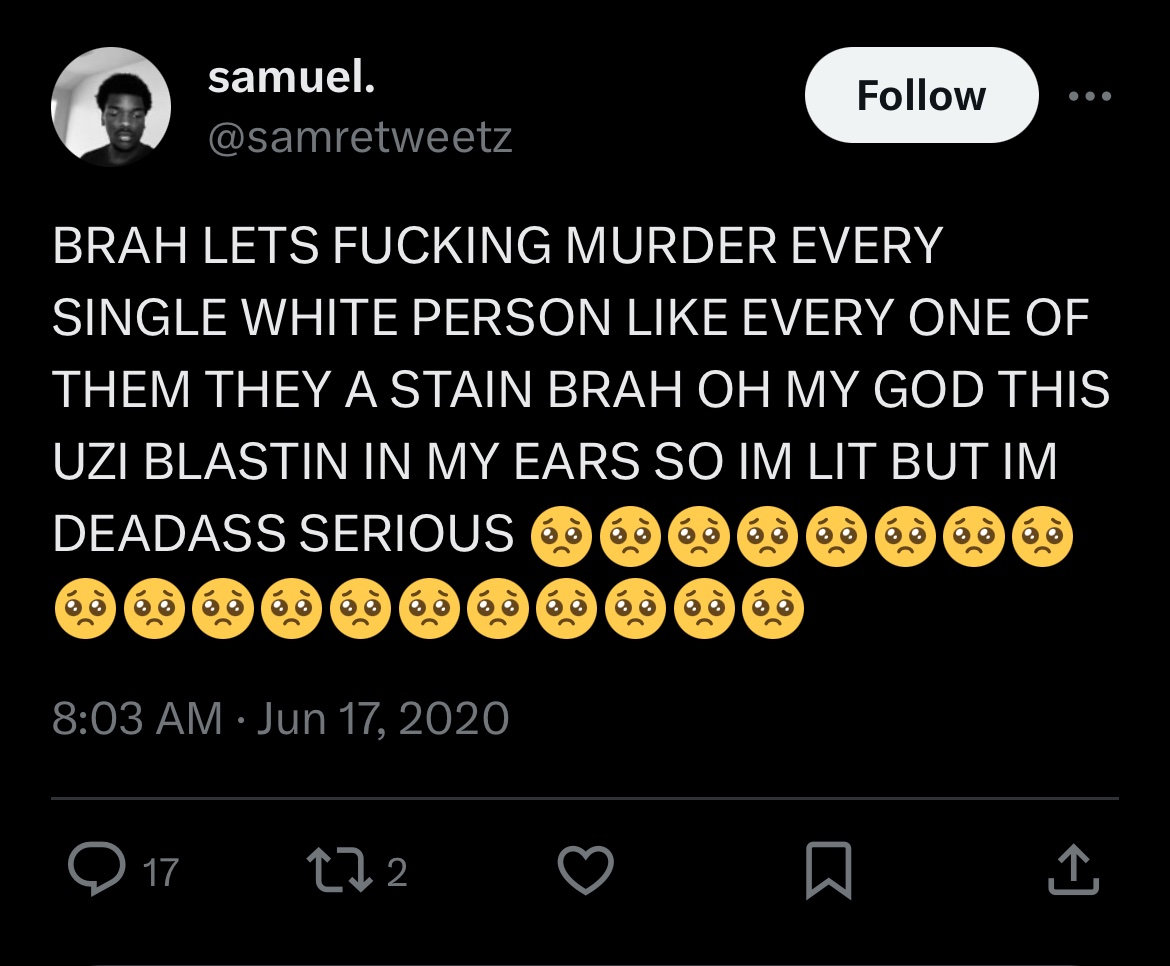 samuel.
@samretweetz
Follow
BRAH LETS FUCKING MURDER EVERY
SINGLE WHITE PERSON LIKE EVERY ONE OF
THEM THEY A STAIN BRAH OH MY GOD THIS
UZI BLASTIN IN MY EARS SO IM LIT BUT IM
DEADASS SERIOUS 🥺🥺🥺🥺🥺🥺🥺🥺
🥺🥺🥺🥺🥺🥺🥺🥺🥺🥺🥺
8:03 AM · Jun 17, 2020
17 2